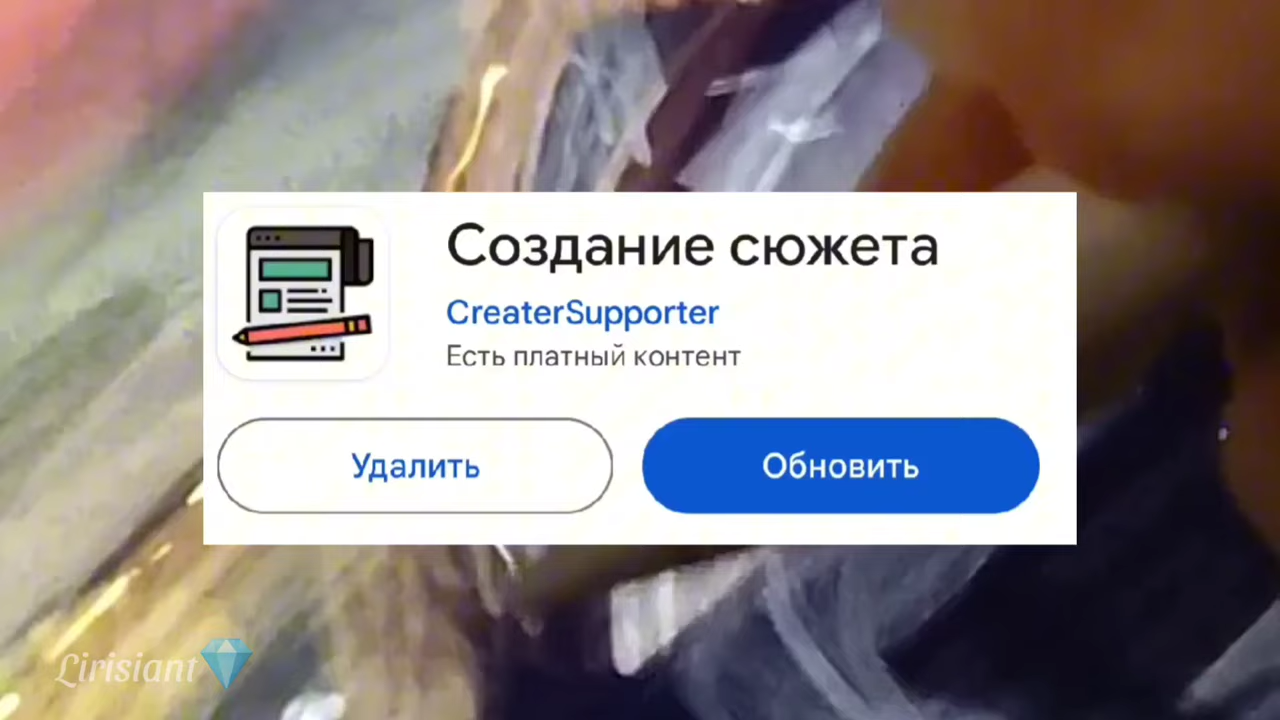 Создание сюжета
CreaterSupporter
Есть платный контент
Удалить
Обновить
Lirisiant